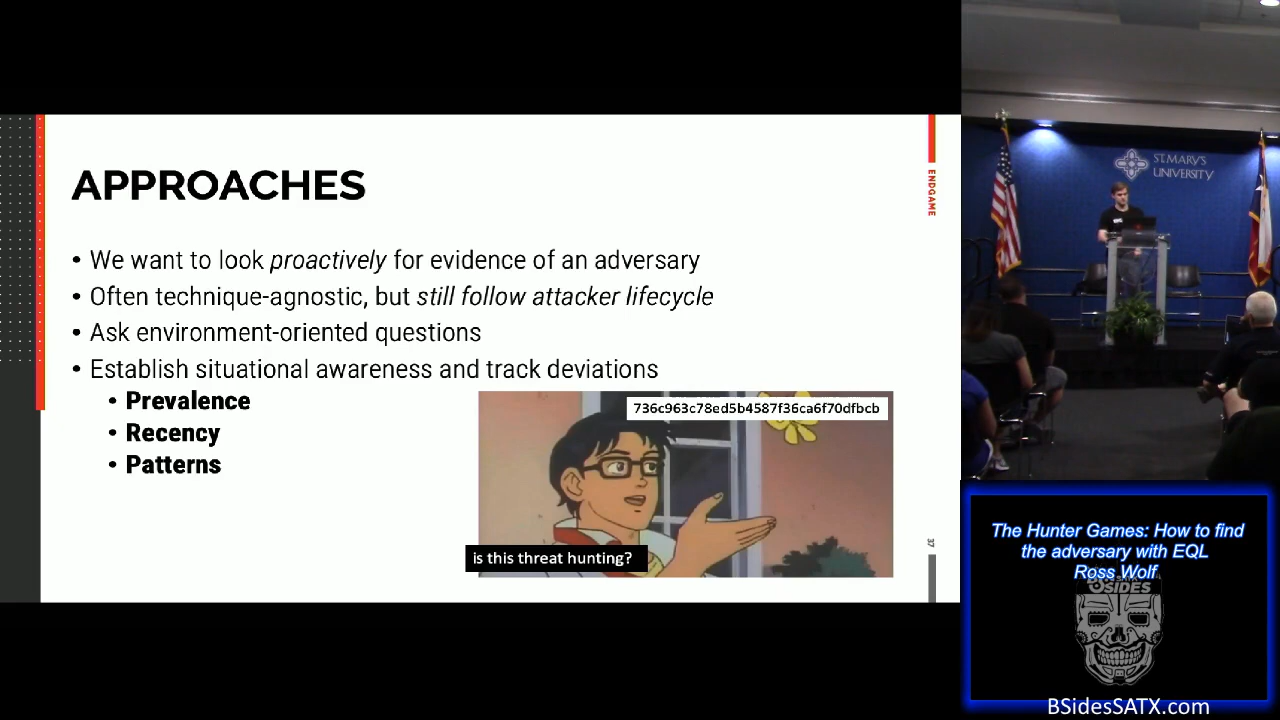 APPROACHES
• We want to look proactively for evidence of an adversary
• Often technique-agnostic, but still follow attacker lifecycle
• Ask environment-oriented questions
• Establish situational awareness and track deviations
• Prevalence
• Recency
• Patterns
736c963c78ed5b4587f36ca6f70dfbcb
is this threat hunting?
ENDGAME
37
ST. MARY'S
UNIVERSITY
The Hunter Games: How to find
the adversary with EQL
Ross Wolf
BSIDES
BSidesSATX.com